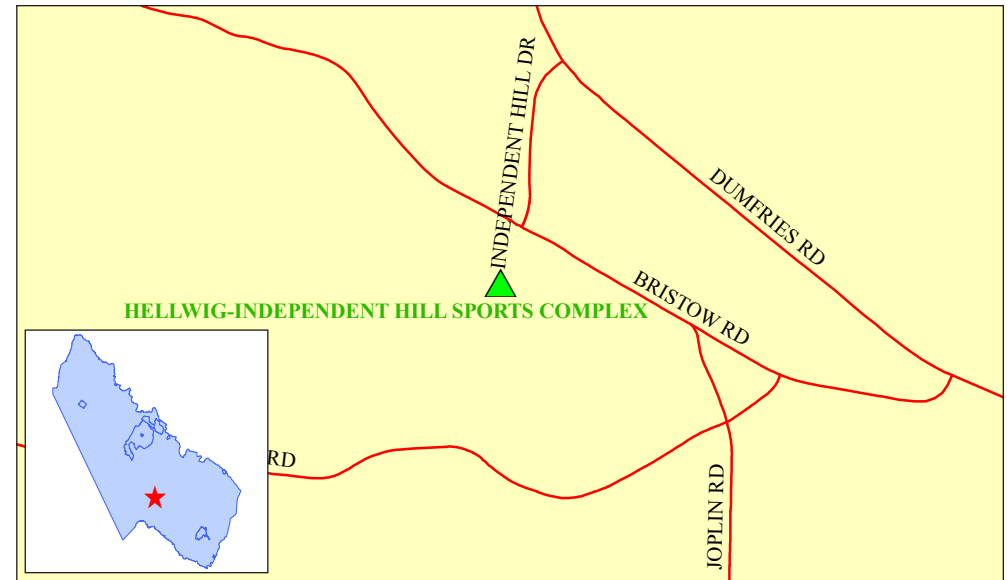 INDEPENDENT HILL DR
DUMFRIES RD
BRISTOW RD
HELLWIG-INDEPENDENT HILL SPORTS COMPLEX
RD
JOPLIN RD